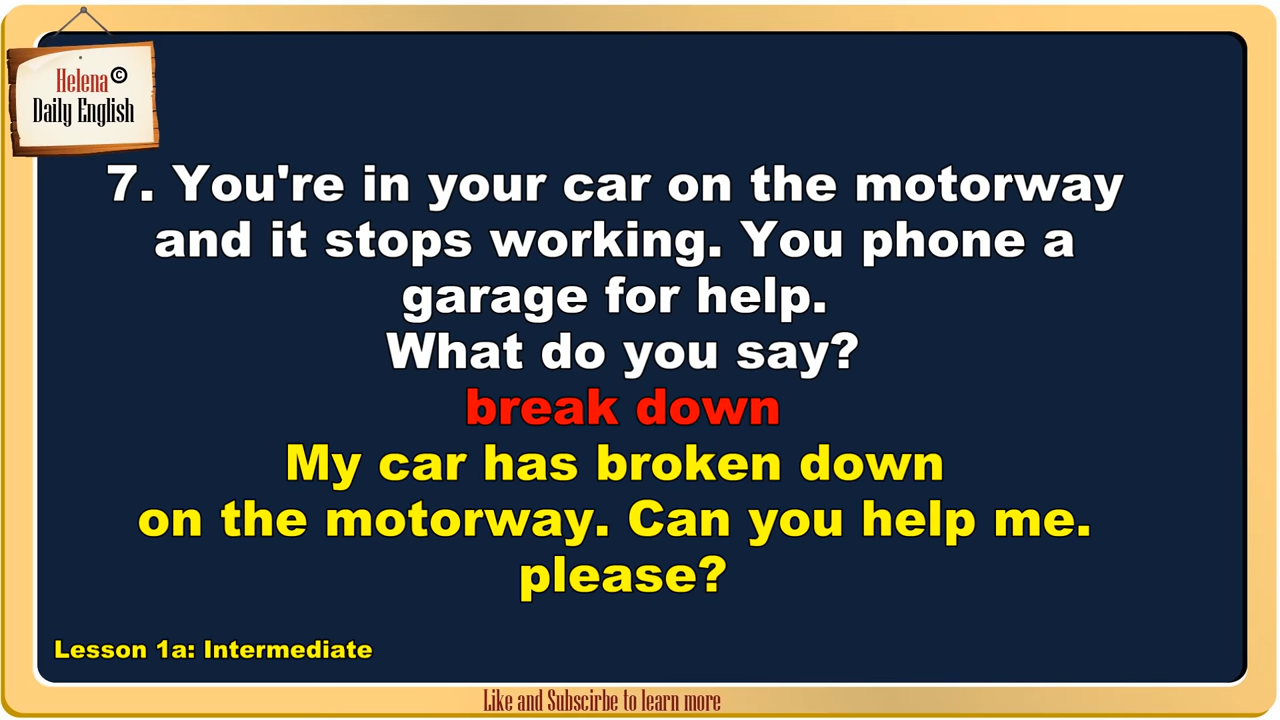 Helena©
Daily English
7. You're in your car on the motorway
and it stops working. You phone a
garage for help.
What do you say?
break down
My car has broken down
on the motorway. Can you help me.
please?
Lesson 1a: Intermediate
Like and Subscirbe to learn more